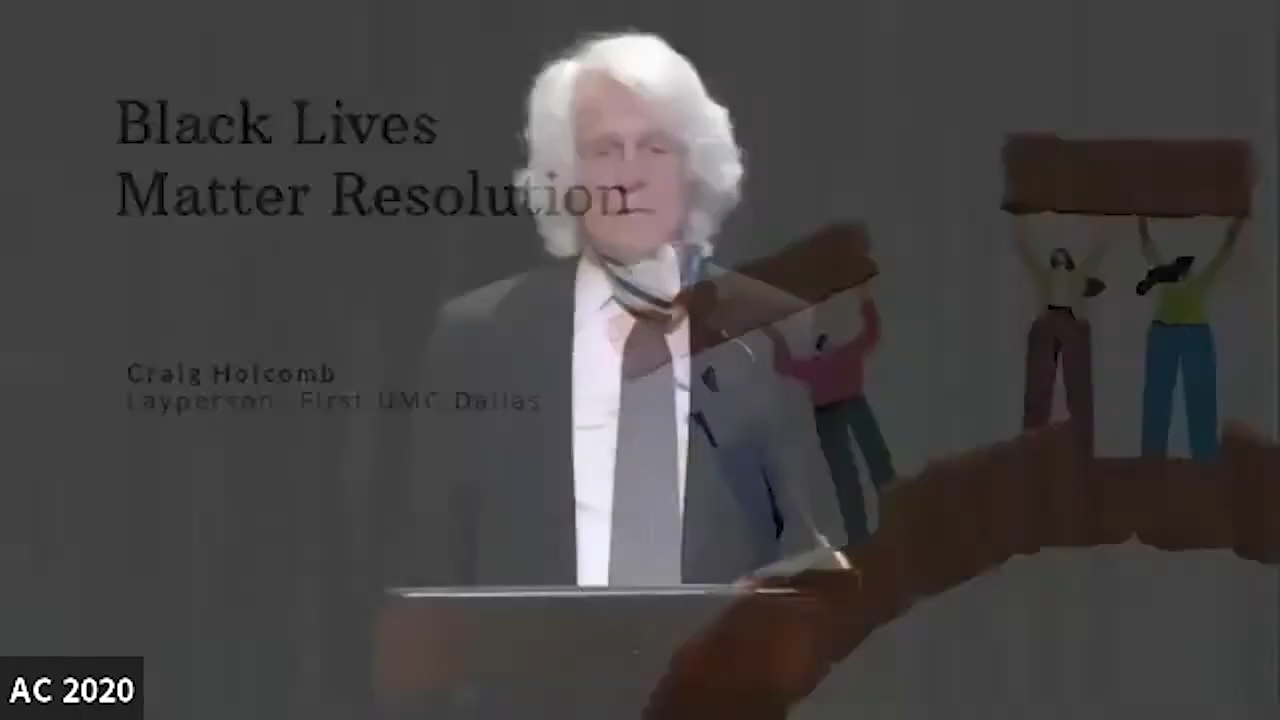 Black Lives
Matter Resolution
Craig Holcomb
Layperson, First UMC Dallas
AC 2020